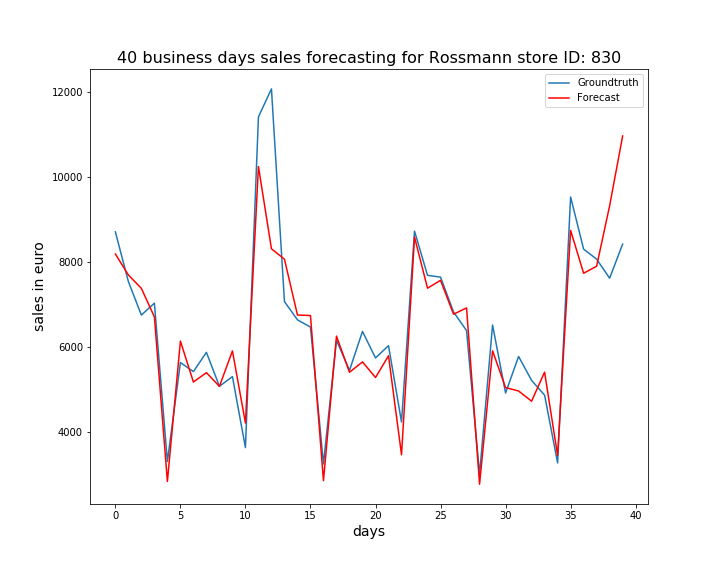 40 business days sales forecasting for Rossmann store ID: 830
Groundtruth
Forecast
12000
10000
8000
6000
4000
sales in euro
0 5 10 15 20 25 30 35 40
days